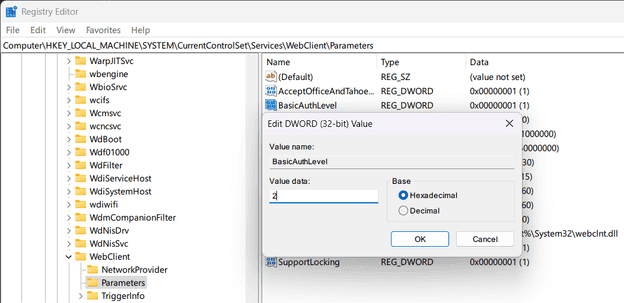 Registry Editor
File Edit View Favorites Help
Computer\HKEY_LOCAL_MACHINE\SYSTEM\CurrentControlSet\Services\WebClient\Parameters
WarpJITSvc
wbengine
WbioSrvc
wcifs
Wcmsvc
wcncsvc
WdBoot
Wdf01000
WdFilter
WdiServiceHost
WdiSystemHost
wdiwifi
WdmCompanionFilter
WdNisDrv
WdNisSvc
WebClient
NetworkProvider
Parameters
TriggerInfo
Name Type Data
(Default) REG_SZ (value not set)
AcceptOfficeAndTahoe... REG_DWORD 0x00000001 (1)
BasicAuthLevel REG_DWORD 0x00000001 (1)
Edit DWORD (32-bit) Value
Value name:
BasicAuthLevel
Value data:
2
Base
Hexadecimal
Decimal
OK Cancel
1000000)
0000000)
30)
15)
60)
60)
60)
t%\System32\webclnt.dll
(1)
SupportLocking REG_DWORD 0x00000001 (1)